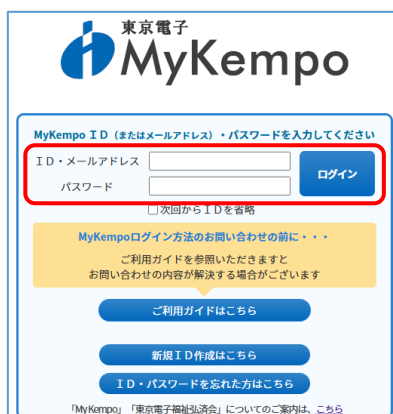 東京電子
MyKempo
MyKempo ＩＤ（またはメールアドレス）・パスワードを入力してください
ＩＤ・メールアドレス
ログイン
パスワード
次回からＩＤを省略
MyKempoログイン方法のお問い合わせの前に・・・
ご利用ガイドを参照いただきますと
お問い合わせの内容が解決する場合がございます
ご利用ガイドはこちら
新規ＩＤ作成はこちら
ＩＤ・パスワードを忘れた方はこちら
「MyKempo」「東京電子福祉弘済会」についてのご案内は、こちら